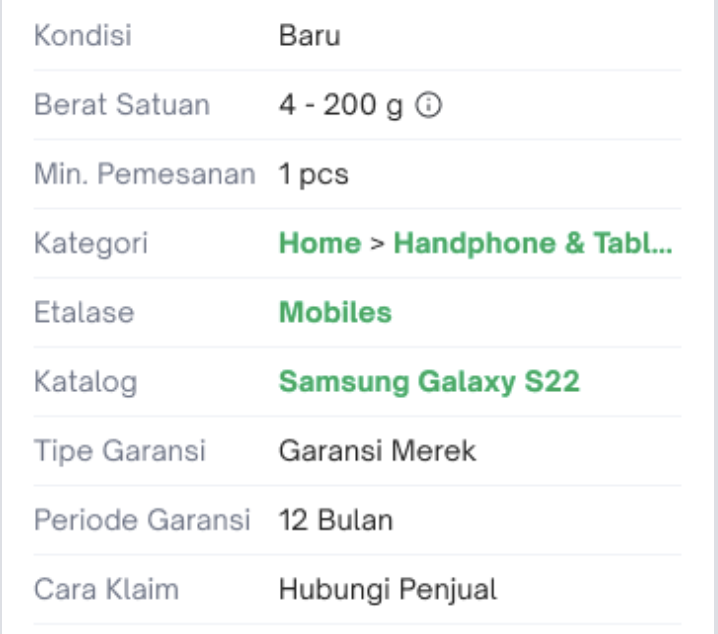 Kondisi Baru
Berat Satuan 4 - 200 g
Min. Pemesanan 1 pcs
Kategori Home > Handphone & Tabl...
Etalase Mobiles
Katalog Samsung Galaxy S22
Tipe Garansi Garansi Merek
Periode Garansi 12 Bulan
Cara Klaim Hubungi Penjual